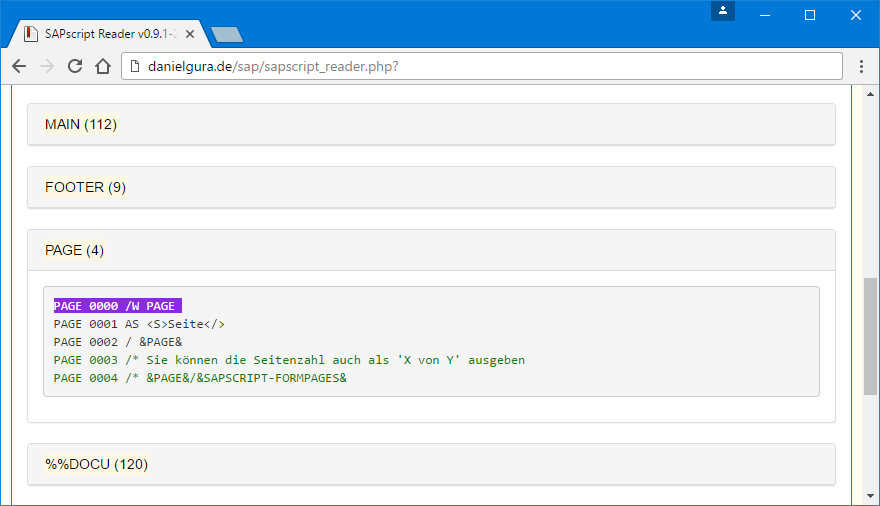 SAPscript Reader v0.9.1-
danielgura.de/sap/sapscript_reader.php?
MAIN (112)
FOOTER (9)
PAGE (4)
PAGE 0000 /W PAGE
PAGE 0001 AS <S>Seite</>
PAGE 0002 / &PAGE&
PAGE 0003 /* Sie können die Seitenzahl auch als 'X von Y' ausgeben
PAGE 0004 /* &PAGE&/&SAPSCRIPT-FORMPAGES&
%%DOCU (120)